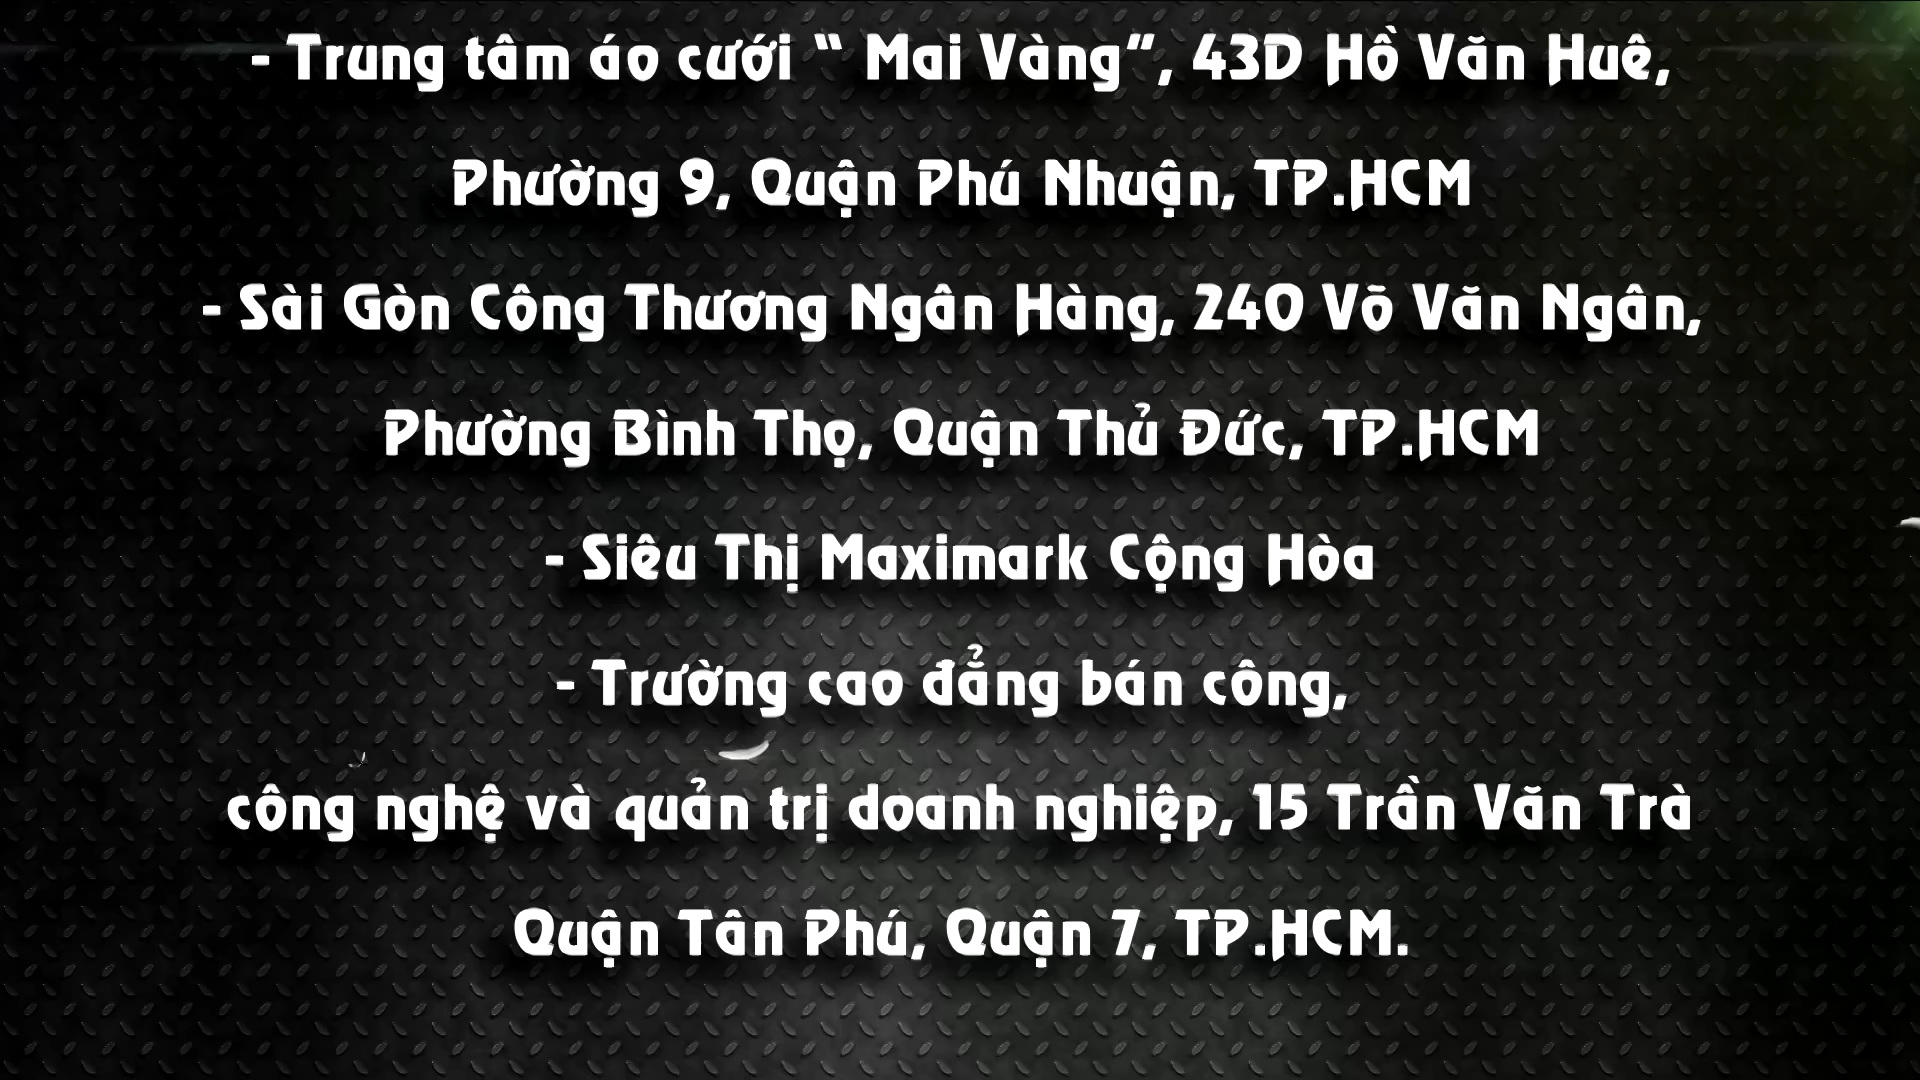 - Trung tâm áo cưới “ Mai Vàng”, 43D Hồ Văn Huê,
Phường 9, Quận Phú Nhuận, TP.HCM
- Sài Gòn Công Thương Ngân Hàng, 240 Võ Văn Ngân,
Phường Bình Thọ, Quận Thủ Đức, TP.HCM
- Siêu Thị Maximark Cộng Hòa
- Trường cao đẳng bán công,
công nghệ và quản trị doanh nghiệp, 15 Trần Văn Trà
Quận Tân Phú, Quận 7, TP.HCM.